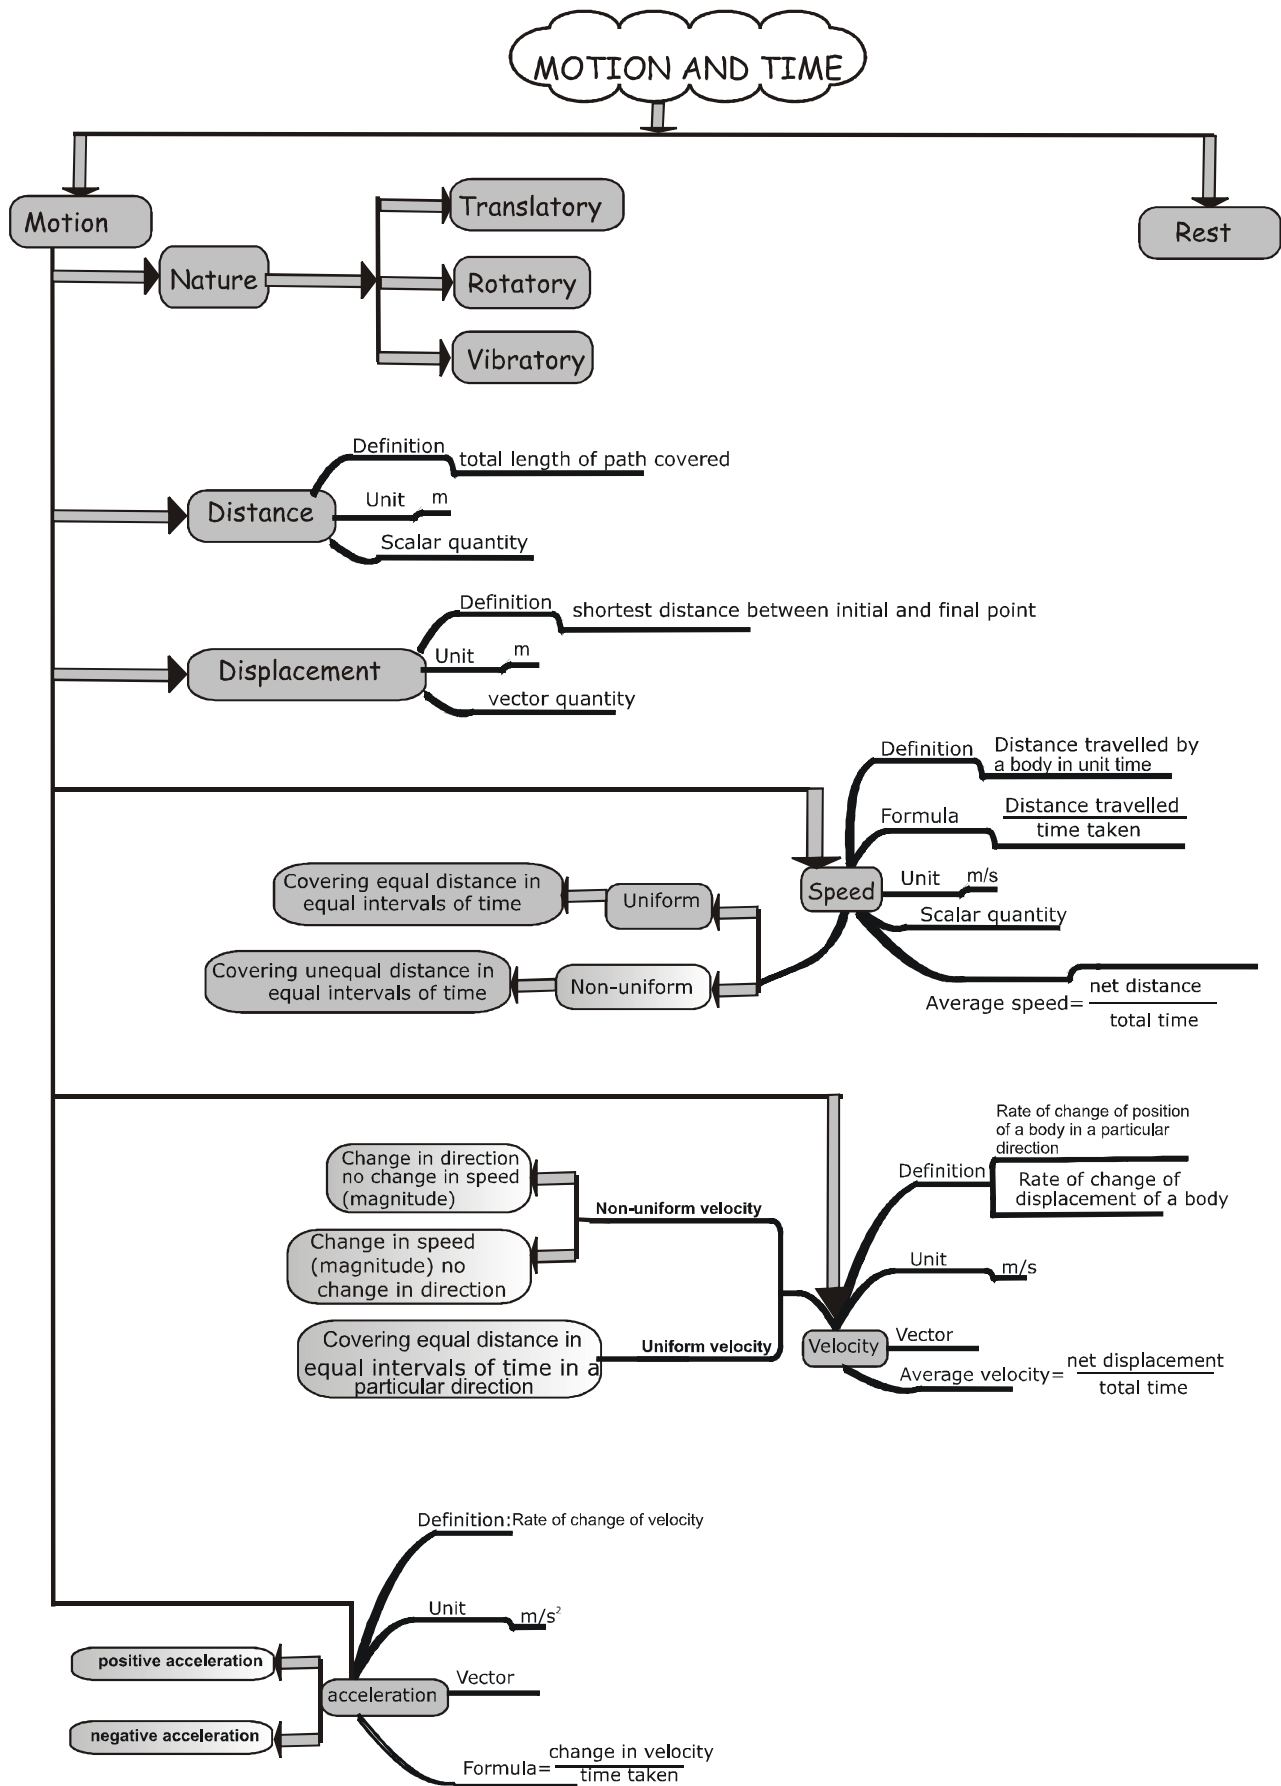 MOTION AND TIME
Motion
Rest
Nature
Translatory
Rotatory
Vibratory
Distance
Definition
total length of path covered
Unit
m
Scalar quantity
Displacement
Definition
shortest distance between initial and final point
Unit
m
vector quantity
Speed
Definition
Distance travelled by
a body in unit time
Formula
Distance travelled
time taken
Unit
m/s
Scalar quantity
Average speed=
net distance
total time
Uniform
Covering equal distance in
equal intervals of time
Non-uniform
Covering unequal distance in
equal intervals of time
Velocity
Definition
Rate of change of position
of a body in a particular
direction
Rate of change of
displacement of a body
Unit
m/s
Vector
Average velocity=
net displacement
total time
Non-uniform velocity
Change in direction
no change in speed
(magnitude)
Change in speed
(magnitude) no
change in direction
Uniform velocity
Covering equal distance in
equal intervals of time in a
particular direction
acceleration
Definition: Rate of change of velocity
Unit
m/s²
Vector
Formula=
change in velocity
time taken
positive acceleration
negative acceleration